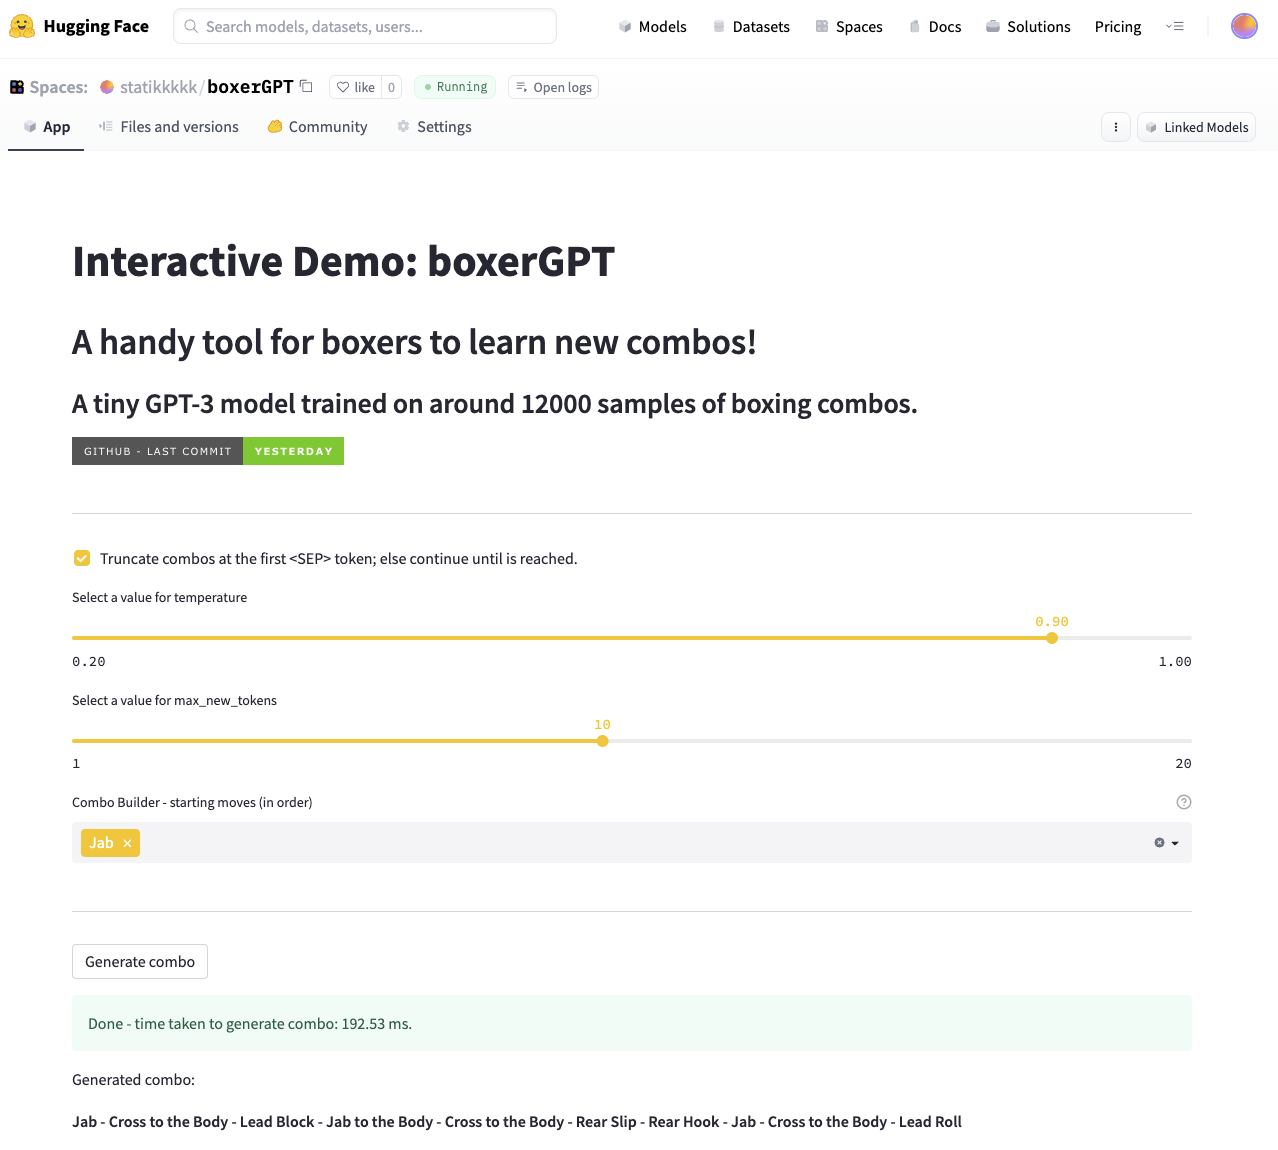 Hugging Face
Search models, datasets, users...
Models
Datasets
Spaces
Docs
Solutions
Pricing
Spaces:
statikkkkk/boxerGPT
like 0
Running
Open logs
App
Files and versions
Community
Settings
Linked Models
Interactive Demo: boxerGPT
A handy tool for boxers to learn new combos!
A tiny GPT-3 model trained on around 12000 samples of boxing combos.
GITHUB - LAST COMMIT YESTERDAY
Truncate combos at the first <SEP> token; else continue until is reached.
Select a value for temperature
0.90
0.20 1.00
Select a value for max_new_tokens
10
1 20
Combo Builder - starting moves (in order)
Jab ×
Generate combo
Done - time taken to generate combo: 192.53 ms.
Generated combo:
Jab - Cross to the Body - Lead Block - Jab to the Body - Cross to the Body - Rear Slip - Rear Hook - Jab - Cross to the Body - Lead Roll